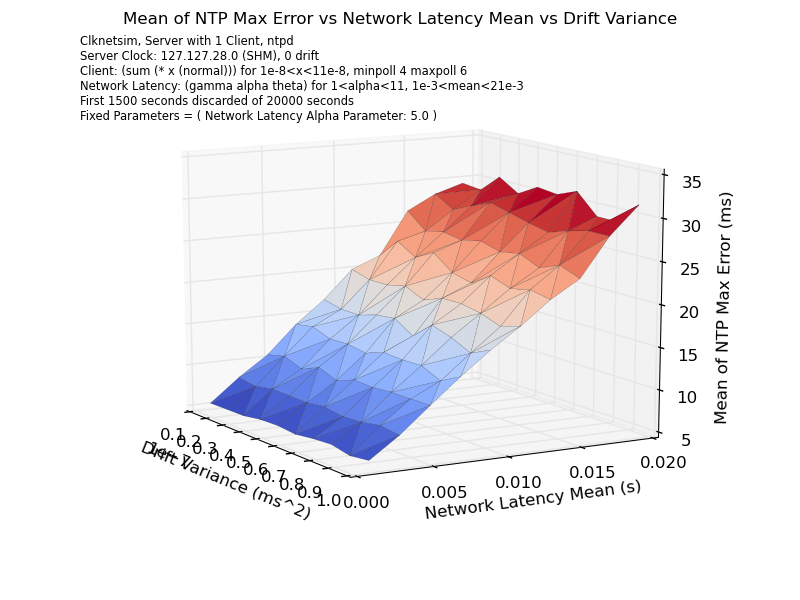 Mean of NTP Max Error vs Network Latency Mean vs Drift Variance
Clknetsim, Server with 1 Client, ntpd
Server Clock: 127.127.28.0 (SHM), 0 drift
Client: (sum (* x (normal))) for 1e-8<x<11e-8, minpoll 4 maxpoll 6
Network Latency: (gamma alpha theta) for 1<alpha<11, 1e-3<mean<21e-3
First 1500 seconds discarded of 20000 seconds
Fixed Parameters = ( Network Latency Alpha Parameter: 5.0 )
35
30
25
20
15
10
5
Mean of NTP Max Error (ms)
0.1
0.2
0.3
0.4
0.5
0.6
0.7
0.8
0.9
1.0
1e-7
Drift Variance (ms^2)
0.000
0.005
0.010
0.015
0.020
Network Latency Mean (s)